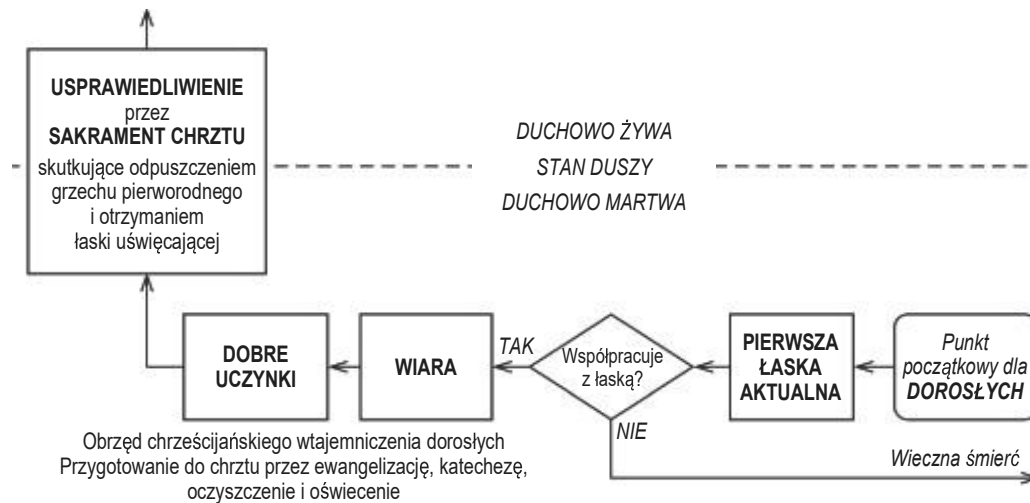 USPRAWIEDLIWIENIE
przez
SAKRAMENT CHRZTU
skutkujące odpuszczeniem
grzechu pierworodnego
i otrzymaniem
łaski uświęcającej
DUCHOWO ŻYWA
STAN DUSZY
DUCHOWO MARTWA
DOBRE
UCZYNKI
WIARA
TAK
Współpracuje
z łaską?
NIE
PIERWSZA
ŁASKA
AKTUALNA
Punkt
początkowy dla
DOROSŁYCH
Wieczna śmierć
Obrzęd chrześcijańskiego wtajemniczenia dorosłych
Przygotowanie do chrztu przez ewangelizację, katechezę,
oczyszczenie i oświecenie